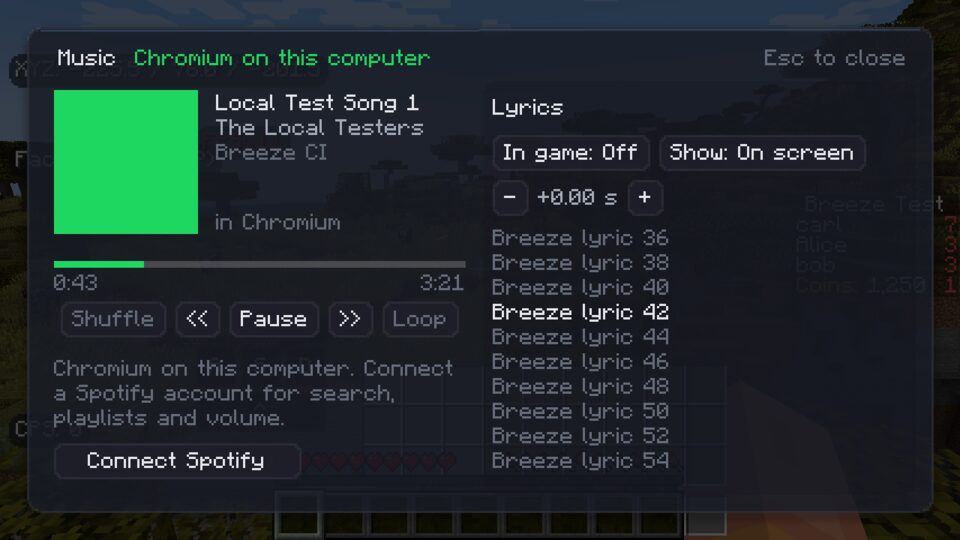 Music Chromium on this computer
Esc to close
Local Test Song 1
The Local Testers
Breeze CI
in Chromium
0:43
3:21
Shuffle
<<
Pause
>>
Loop
Chromium on this computer. Connect
a Spotify account for search,
playlists and volume.
Connect Spotify
Lyrics
In game: Off
Show: On screen
-
+0.00 s
+
Breeze lyric 36
Breeze lyric 38
Breeze lyric 40
Breeze lyric 42
Breeze lyric 44
Breeze lyric 46
Breeze lyric 48
Breeze lyric 50
Breeze lyric 52
Breeze lyric 54
Breeze Test
carl
Alice
bob
Coins: 1,250